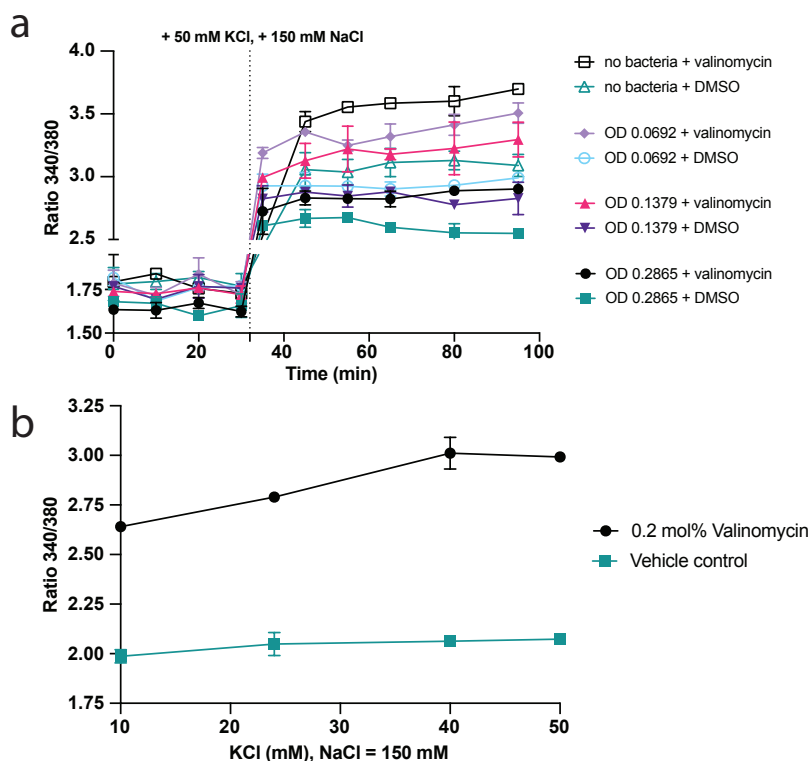 a
+ 50 mM KCl, + 150 mM NaCl
4.0
3.5
3.0
2.5
1.75
1.50
Ratio 340/380
0
20
40
60
80
100
Time (min)
no bacteria + valinomycin
no bacteria + DMSO
OD 0.0692 + valinomycin
OD 0.0692 + DMSO
OD 0.1379 + valinomycin
OD 0.1379 + DMSO
OD 0.2865 + valinomycin
OD 0.2865 + DMSO
b
3.25
3.00
2.75
2.50
2.25
2.00
1.75
Ratio 340/380
10
20
30
40
50
KCl (mM), NaCl = 150 mM
0.2 mol% Valinomycin
Vehicle control